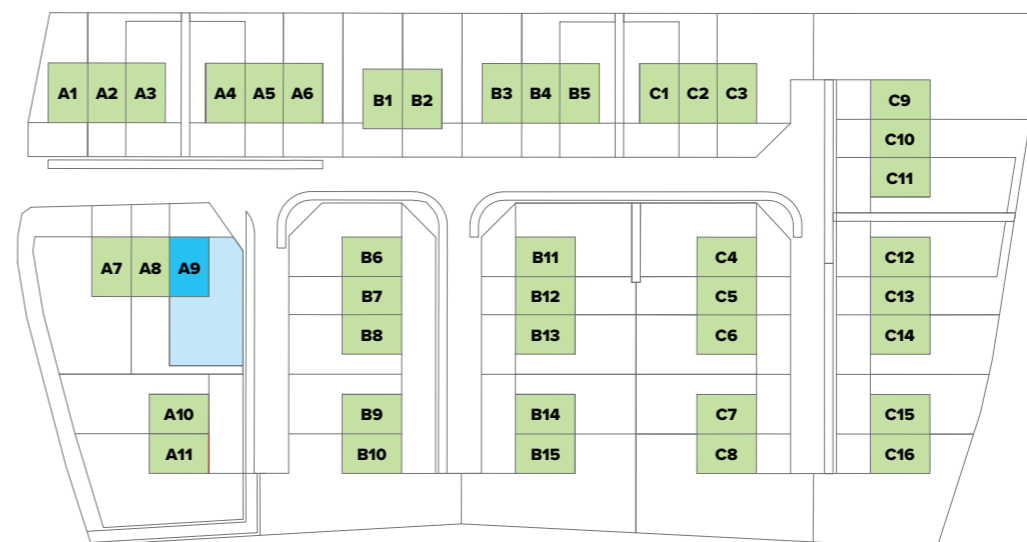 A1 A2 A3 A4 A5 A6 B1 B2 B3 B4 B5 C1 C2 C3 C9
C10
C11
A7 A8 A9 B6 B11 C4 C12
B7 B12 C5 C13
B8 B13 C6 C14
A10 B9 B14 C7 C15
A11 B10 B15 C8 C16